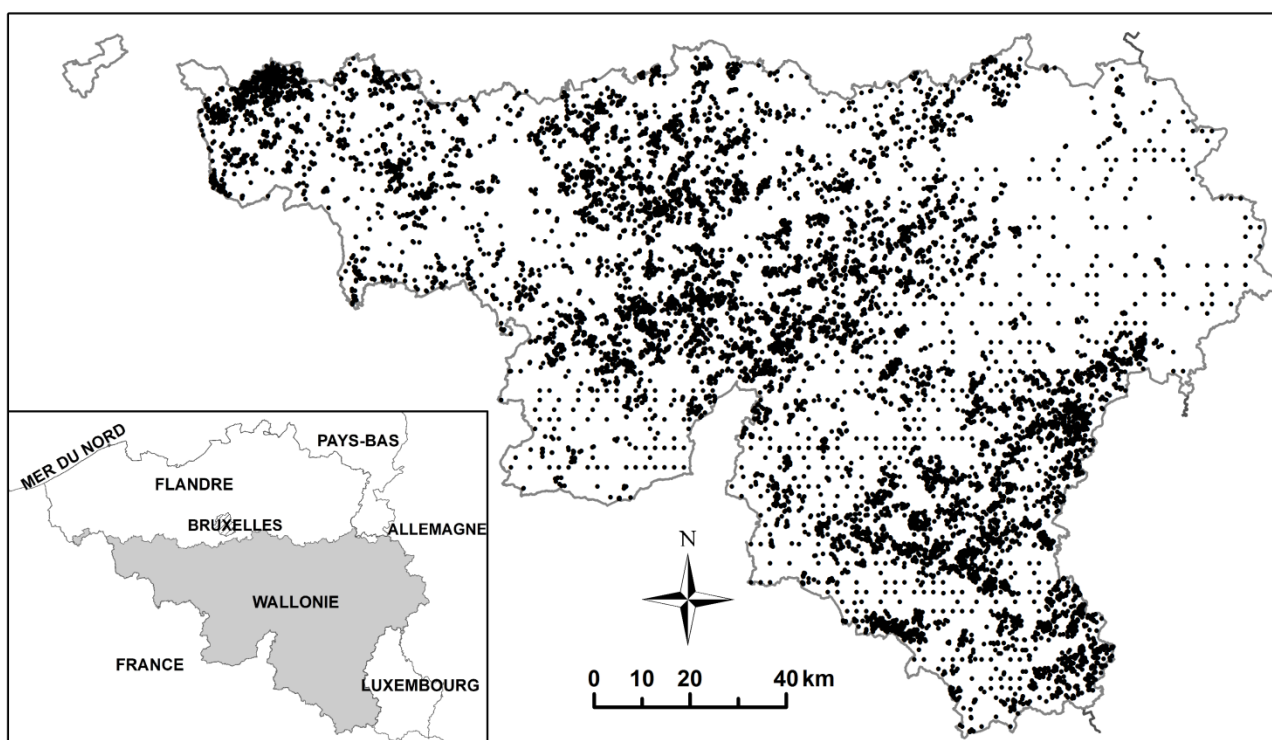 PAYS-BAS
MER DU NORD
FLANDRE
BRUXELLES
ALLEMAGNE
WALLONIE
FRANCE
LUXEMBOURG
N
0 10 20 40 km